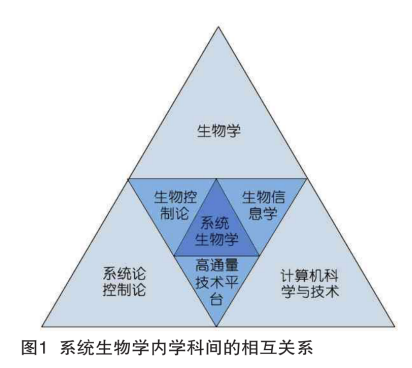 生物学
生物控
制论
生物信
息学
系统
生物学
系统论
控制论
高通量
技术平
台
计算机科
学与技术
图1 系统生物学内学科间的相互关系